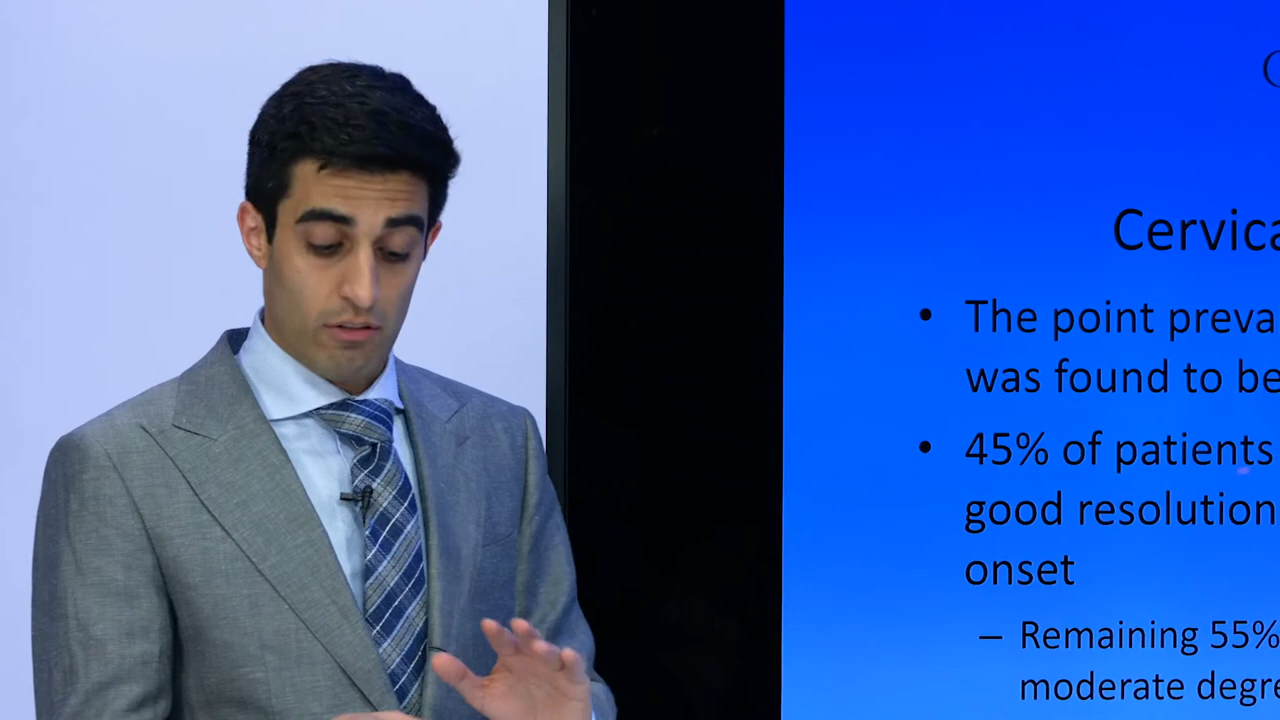 C
Cervica
• The point preva
was found to be
• 45% of patients
good resolution
onset
– Remaining 55%
moderate degre